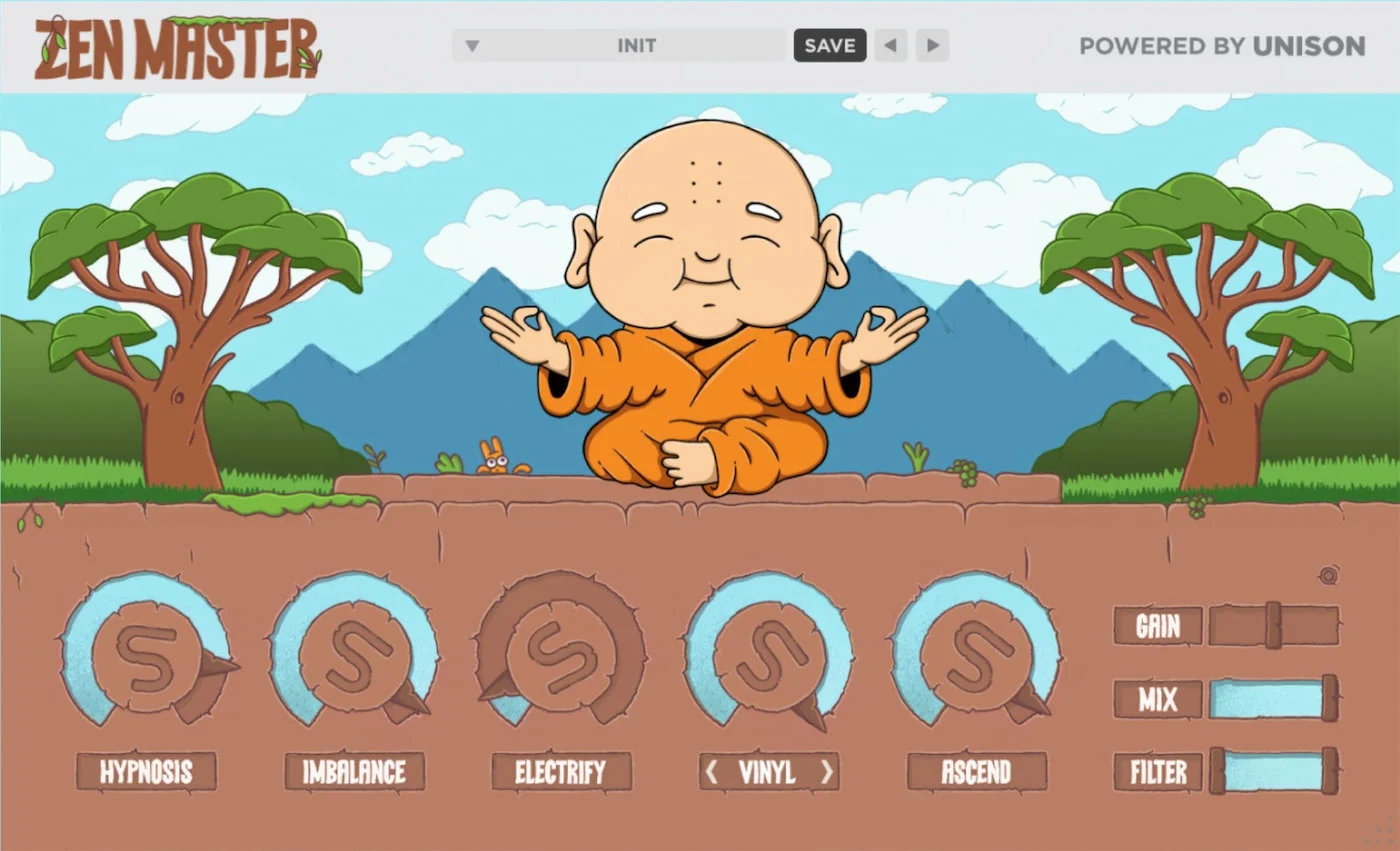 ZEN MASTER
INIT
SAVE
POWERED BY UNISON
GAIN
MIX
HYPNOSIS
IMBALANCE
ELECTRIFY
VINYL
ASCEND
FILTER